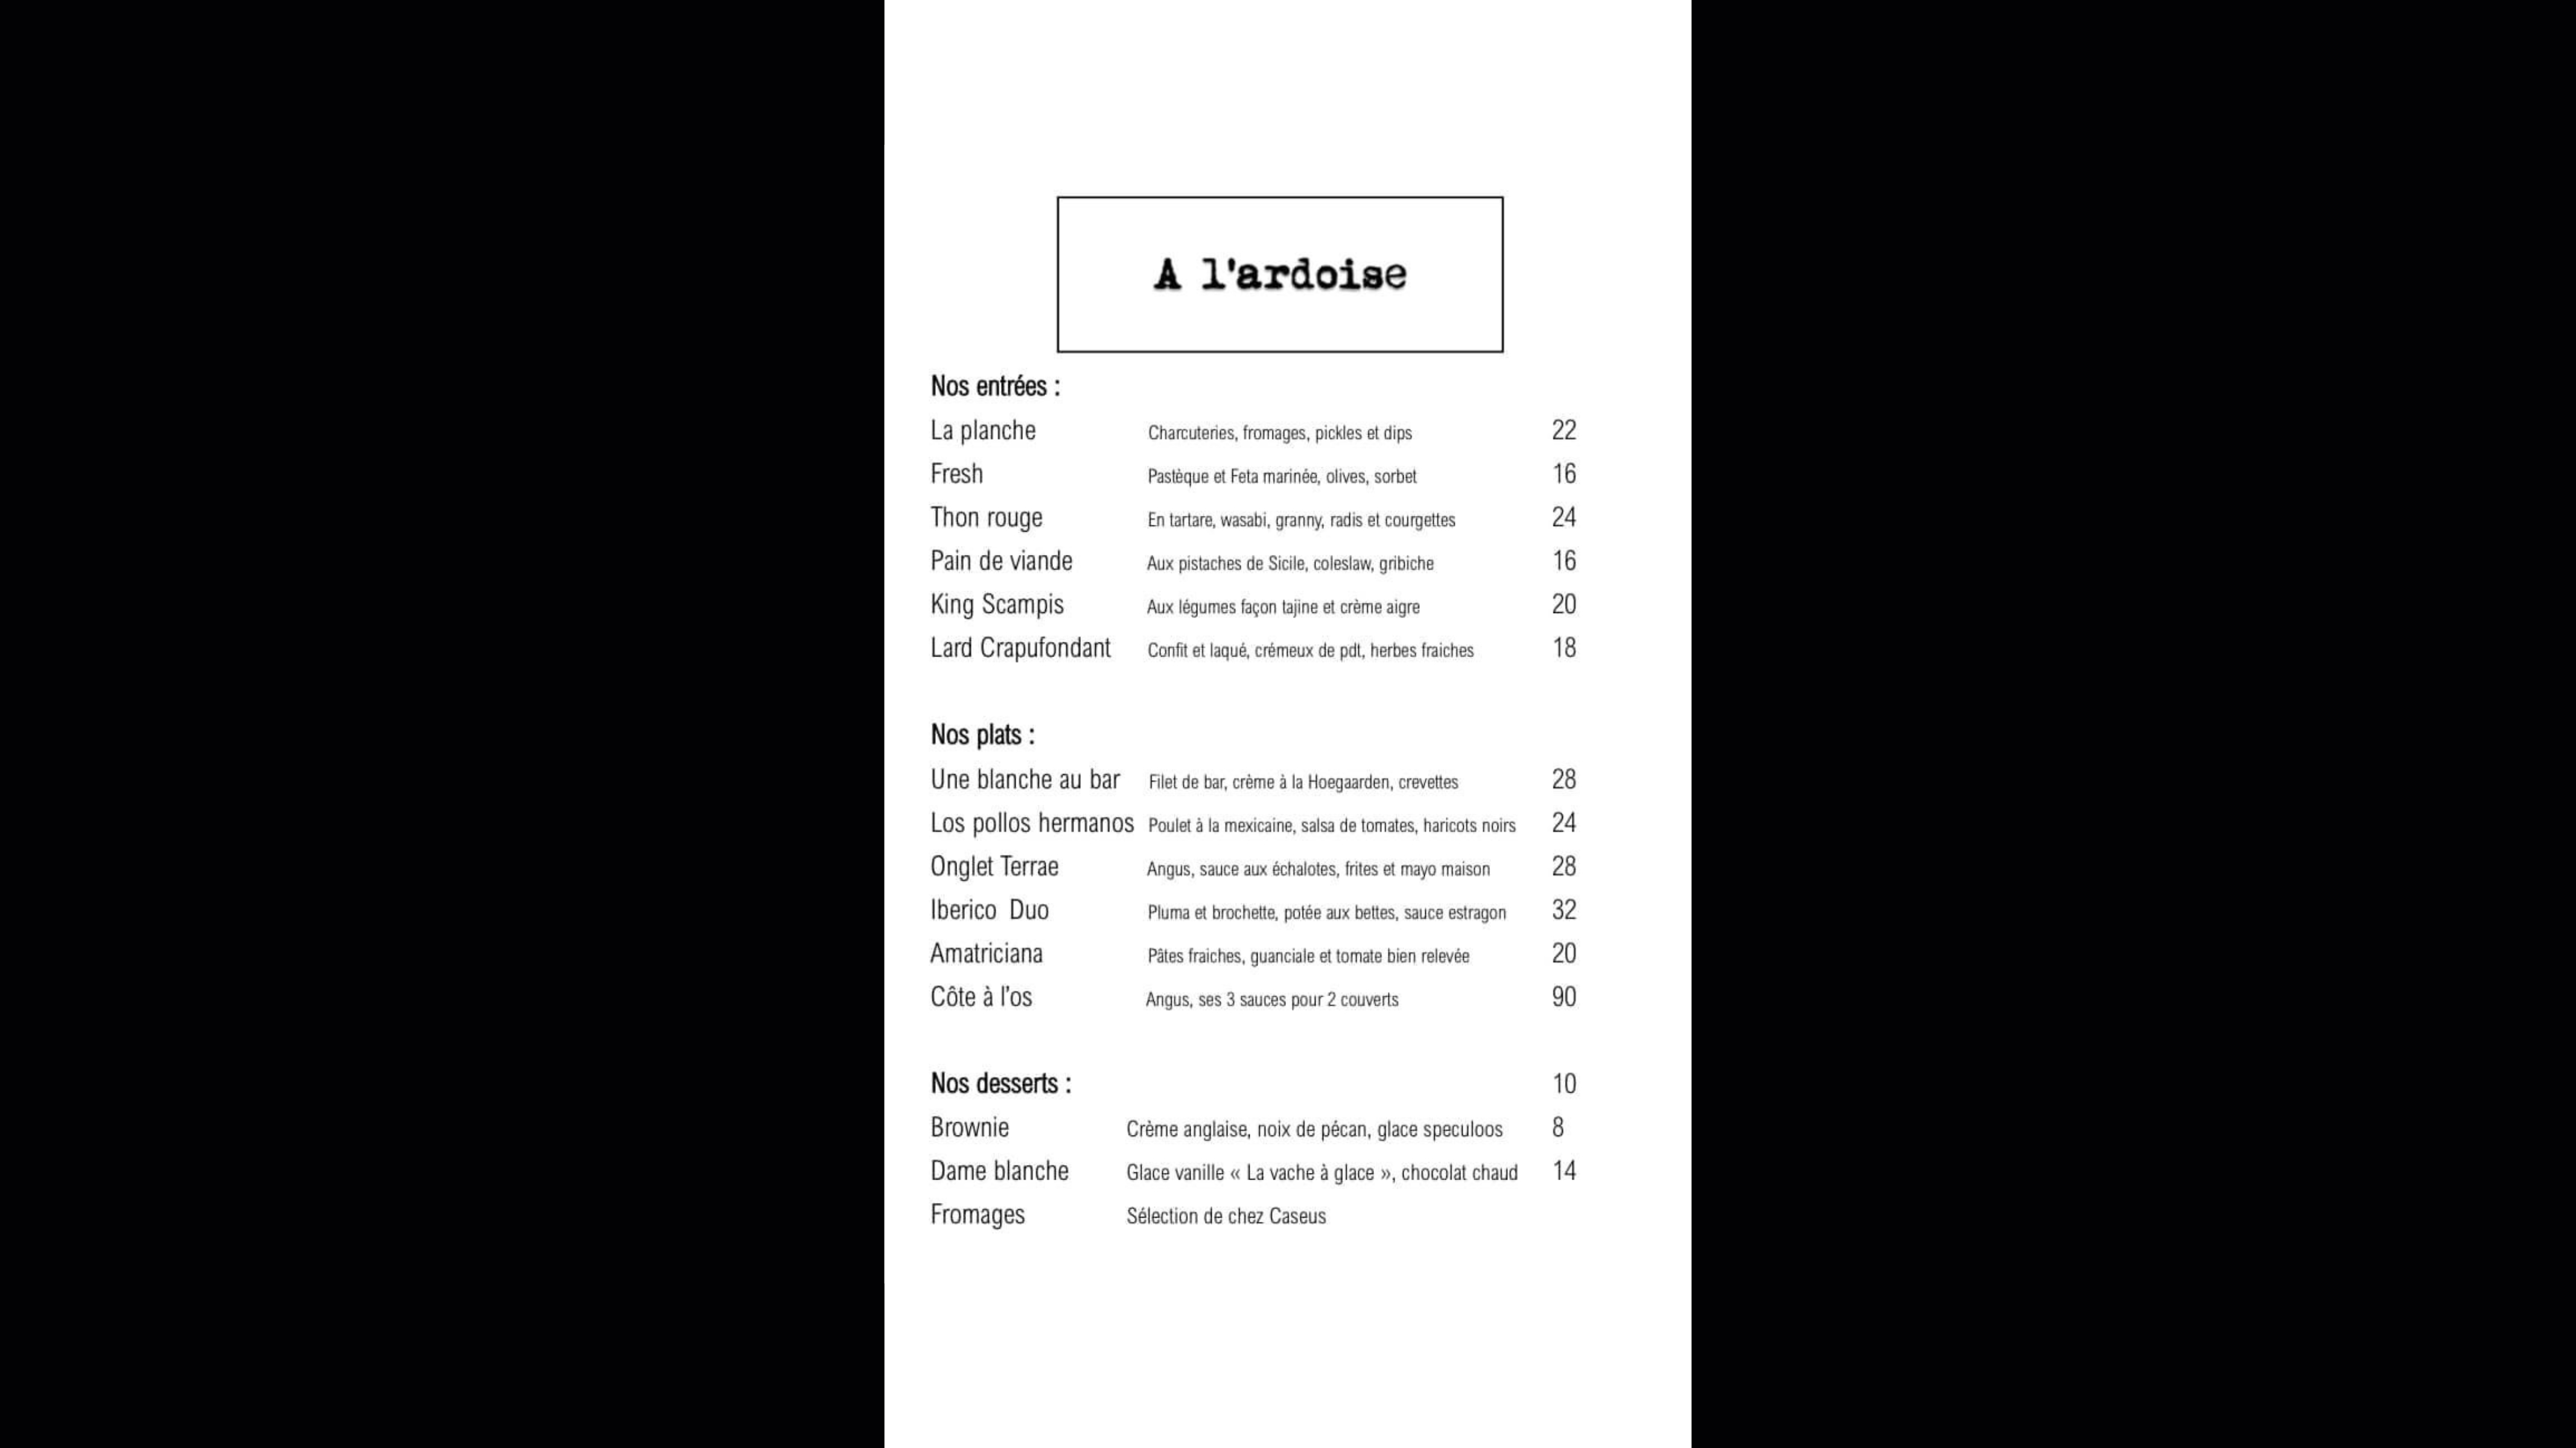 A l'ardoise
Nos entrées :
La planche Charcuteries, fromages, pickles et dips 22
Fresh Pastèque et Feta marinée, olives, sorbet 16
Thon rouge En tartare, wasabi, granny, radis et courgettes 24
Pain de viande Aux pistaches de Sicile, coleslaw, gribiche 16
King Scampis Aux légumes façon tajine et crème aigre 20
Lard Crapufondant Confit et laqué, crémeux de pdt, herbes fraiches 18
Nos plats :
Une blanche au bar Filet de bar, crème à la Hoegaarden, crevettes 28
Los pollos hermanos Poulet à la mexicaine, salsa de tomates, haricots noirs 24
Onglet Terrae Angus, sauce aux échalotes, frites et mayo maison 28
Iberico Duo Pluma et brochette, potée aux bettes, sauce estragon 32
Amatriciana Pâtes fraiches, guanciale et tomate bien relevée 20
Côte à l'os Angus, ses 3 sauces pour 2 couverts 90
Nos desserts : 10
Brownie Crème anglaise, noix de pécan, glace speculoos 8
Dame blanche Glace vanille « La vache à glace », chocolat chaud 14
Fromages Sélection de chez Caseus